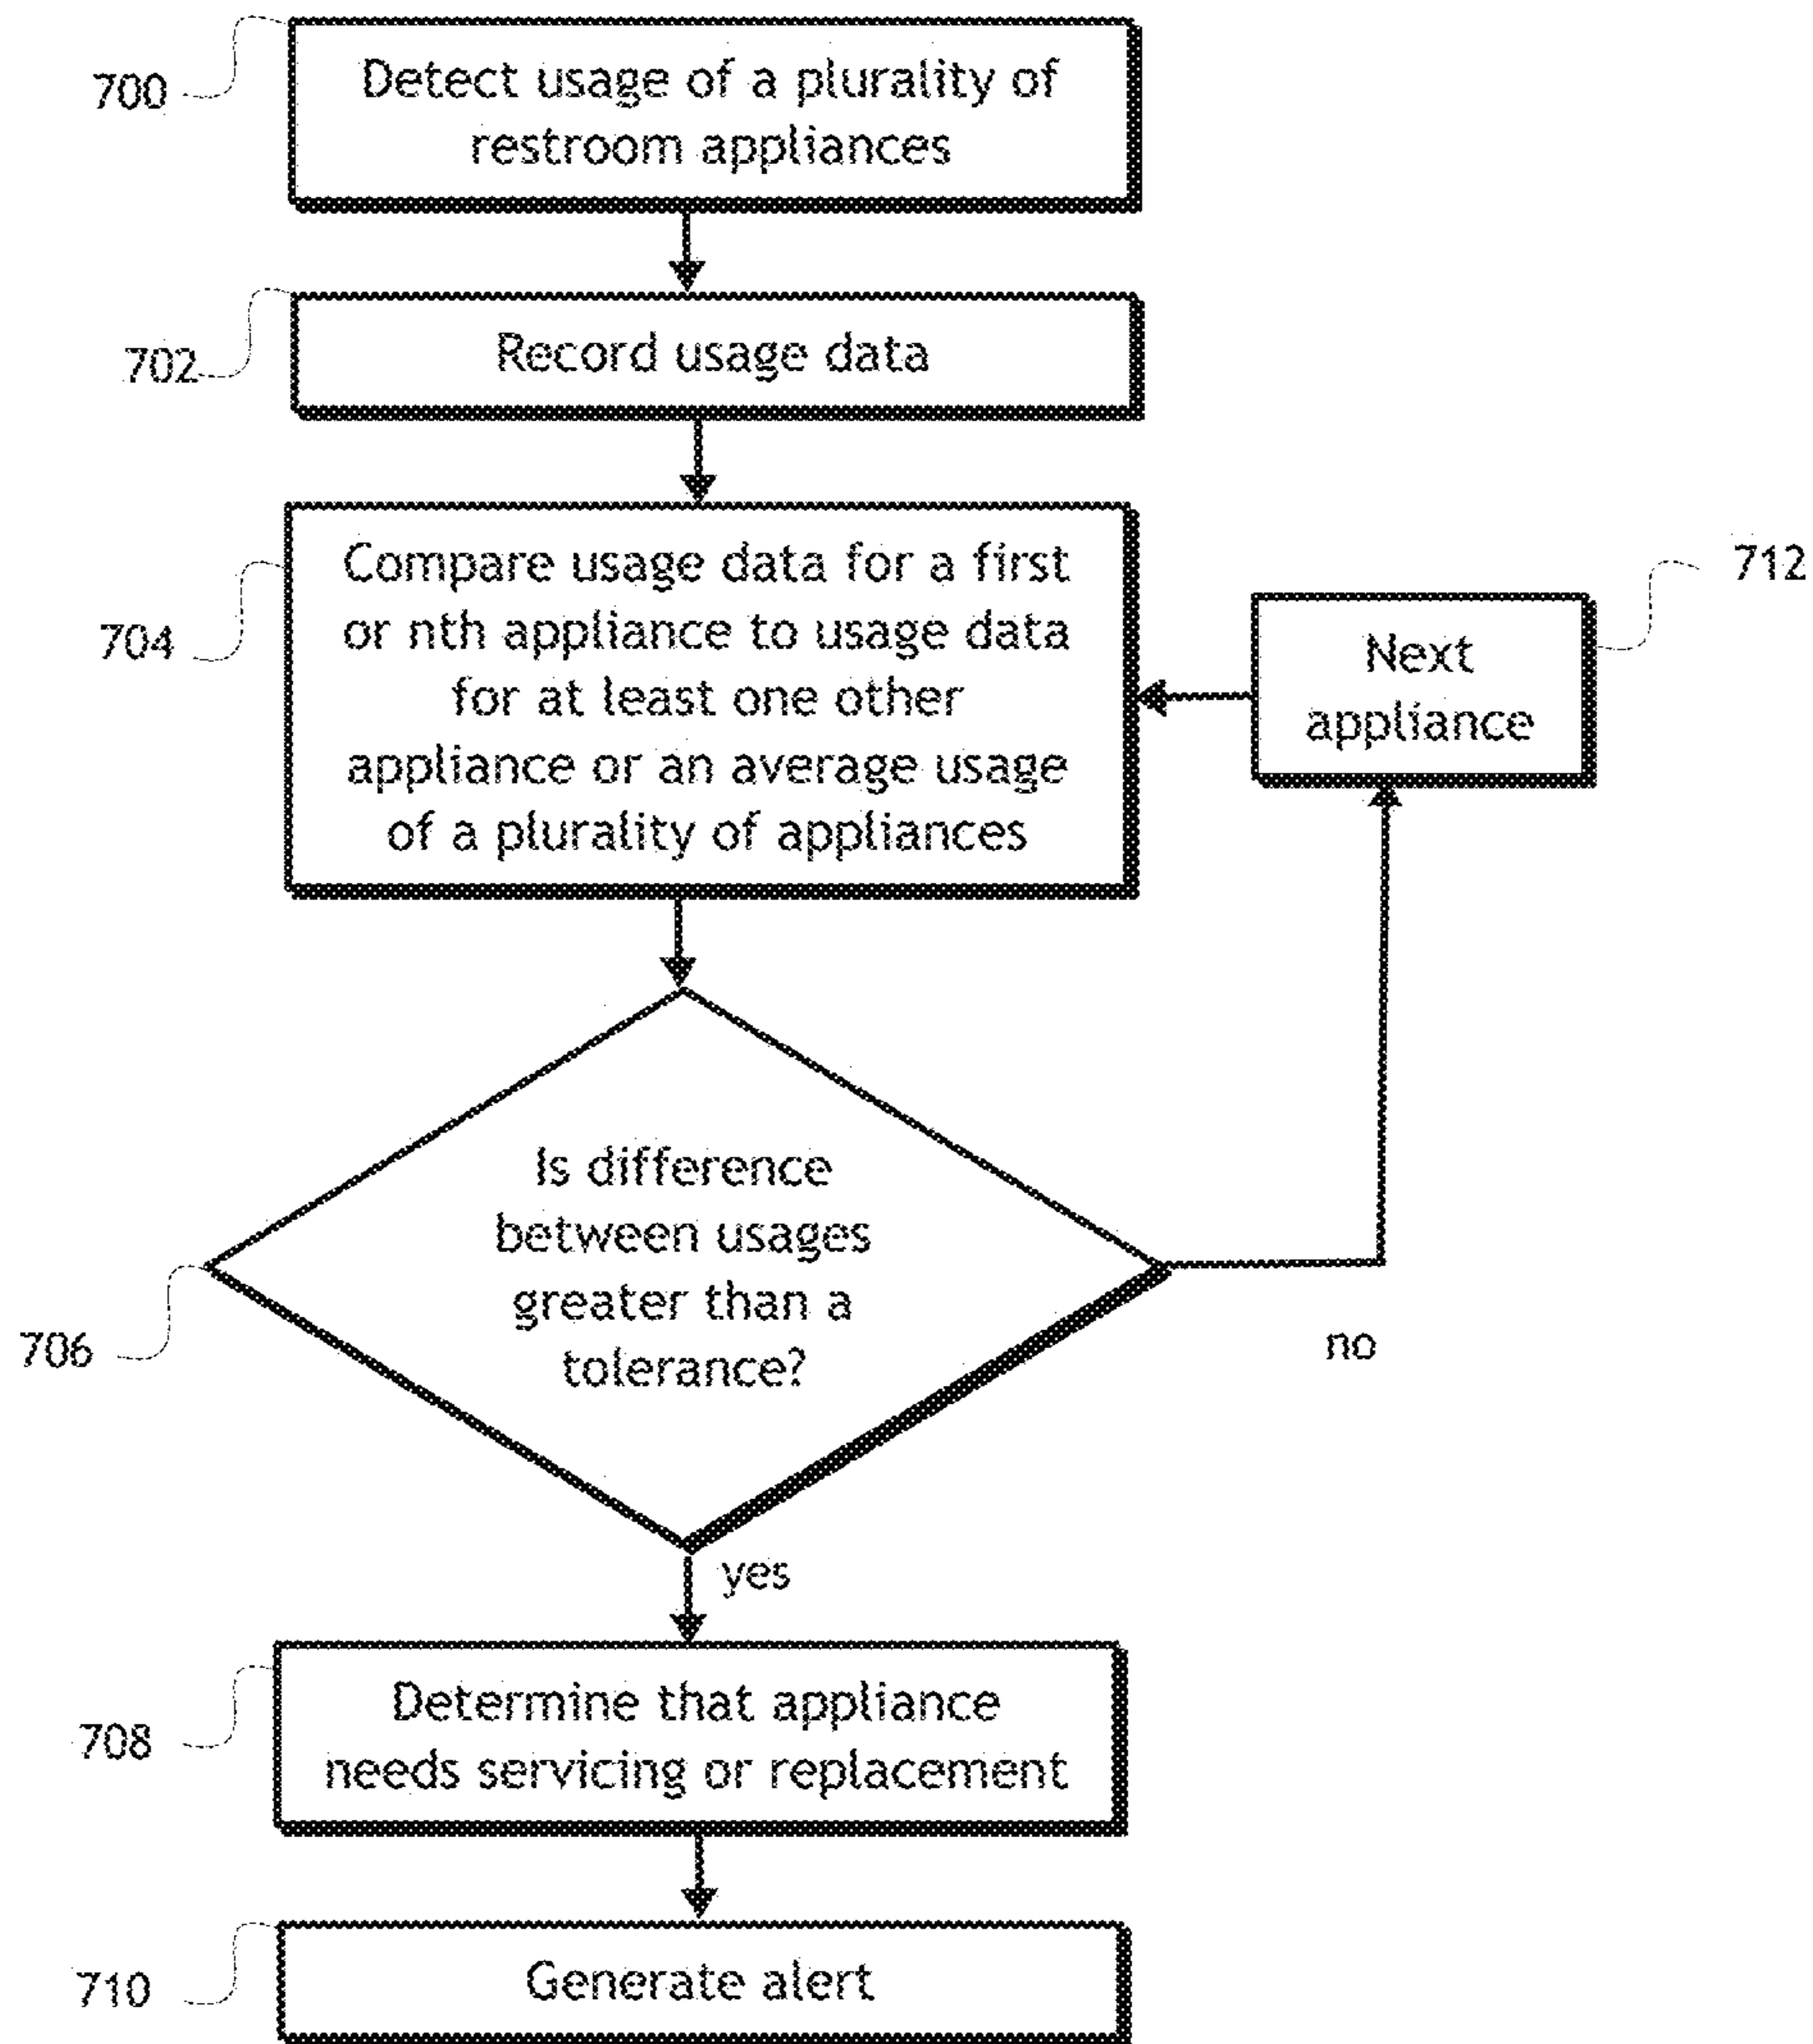 700
Detect usage of a plurality of
restroom appliances
702
Record usage data
704
Compare usage data for a first
or nth appliance to usage data
for at least one other
appliance or an average usage
of a plurality of appliances
712
Next
appliance
706
Is difference
between usages
greater than a
tolerance?
no
yes
708
Determine that appliance
needs servicing or replacement
710
Generate alert